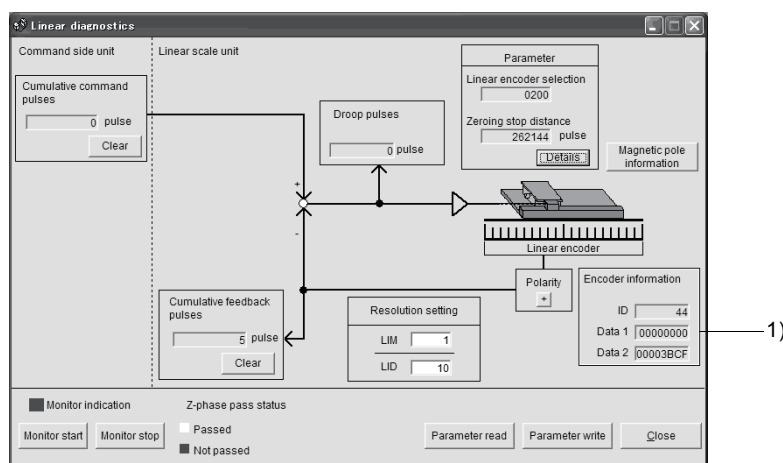 Linear diagnostics
Command side unit
Linear scale unit
Cumulative command
pulses
0 pulse
Clear
Droop pulses
0 pulse
Parameter
Linear encoder selection
0200
Zeroing stop distance
262144 pulse
Details
Magnetic pole
information
+
-
Linear encoder
Polarity
+
Encoder information
ID 44
Data 1 00000000
Data 2 00003BCF
1)
Cumulative feedback
pulses
5 pulse
Clear
Resolution setting
LIM 1
LID 10
Monitor indication
Z-phase pass status
Passed
Not passed
Monitor start
Monitor stop
Parameter read
Parameter write
Close